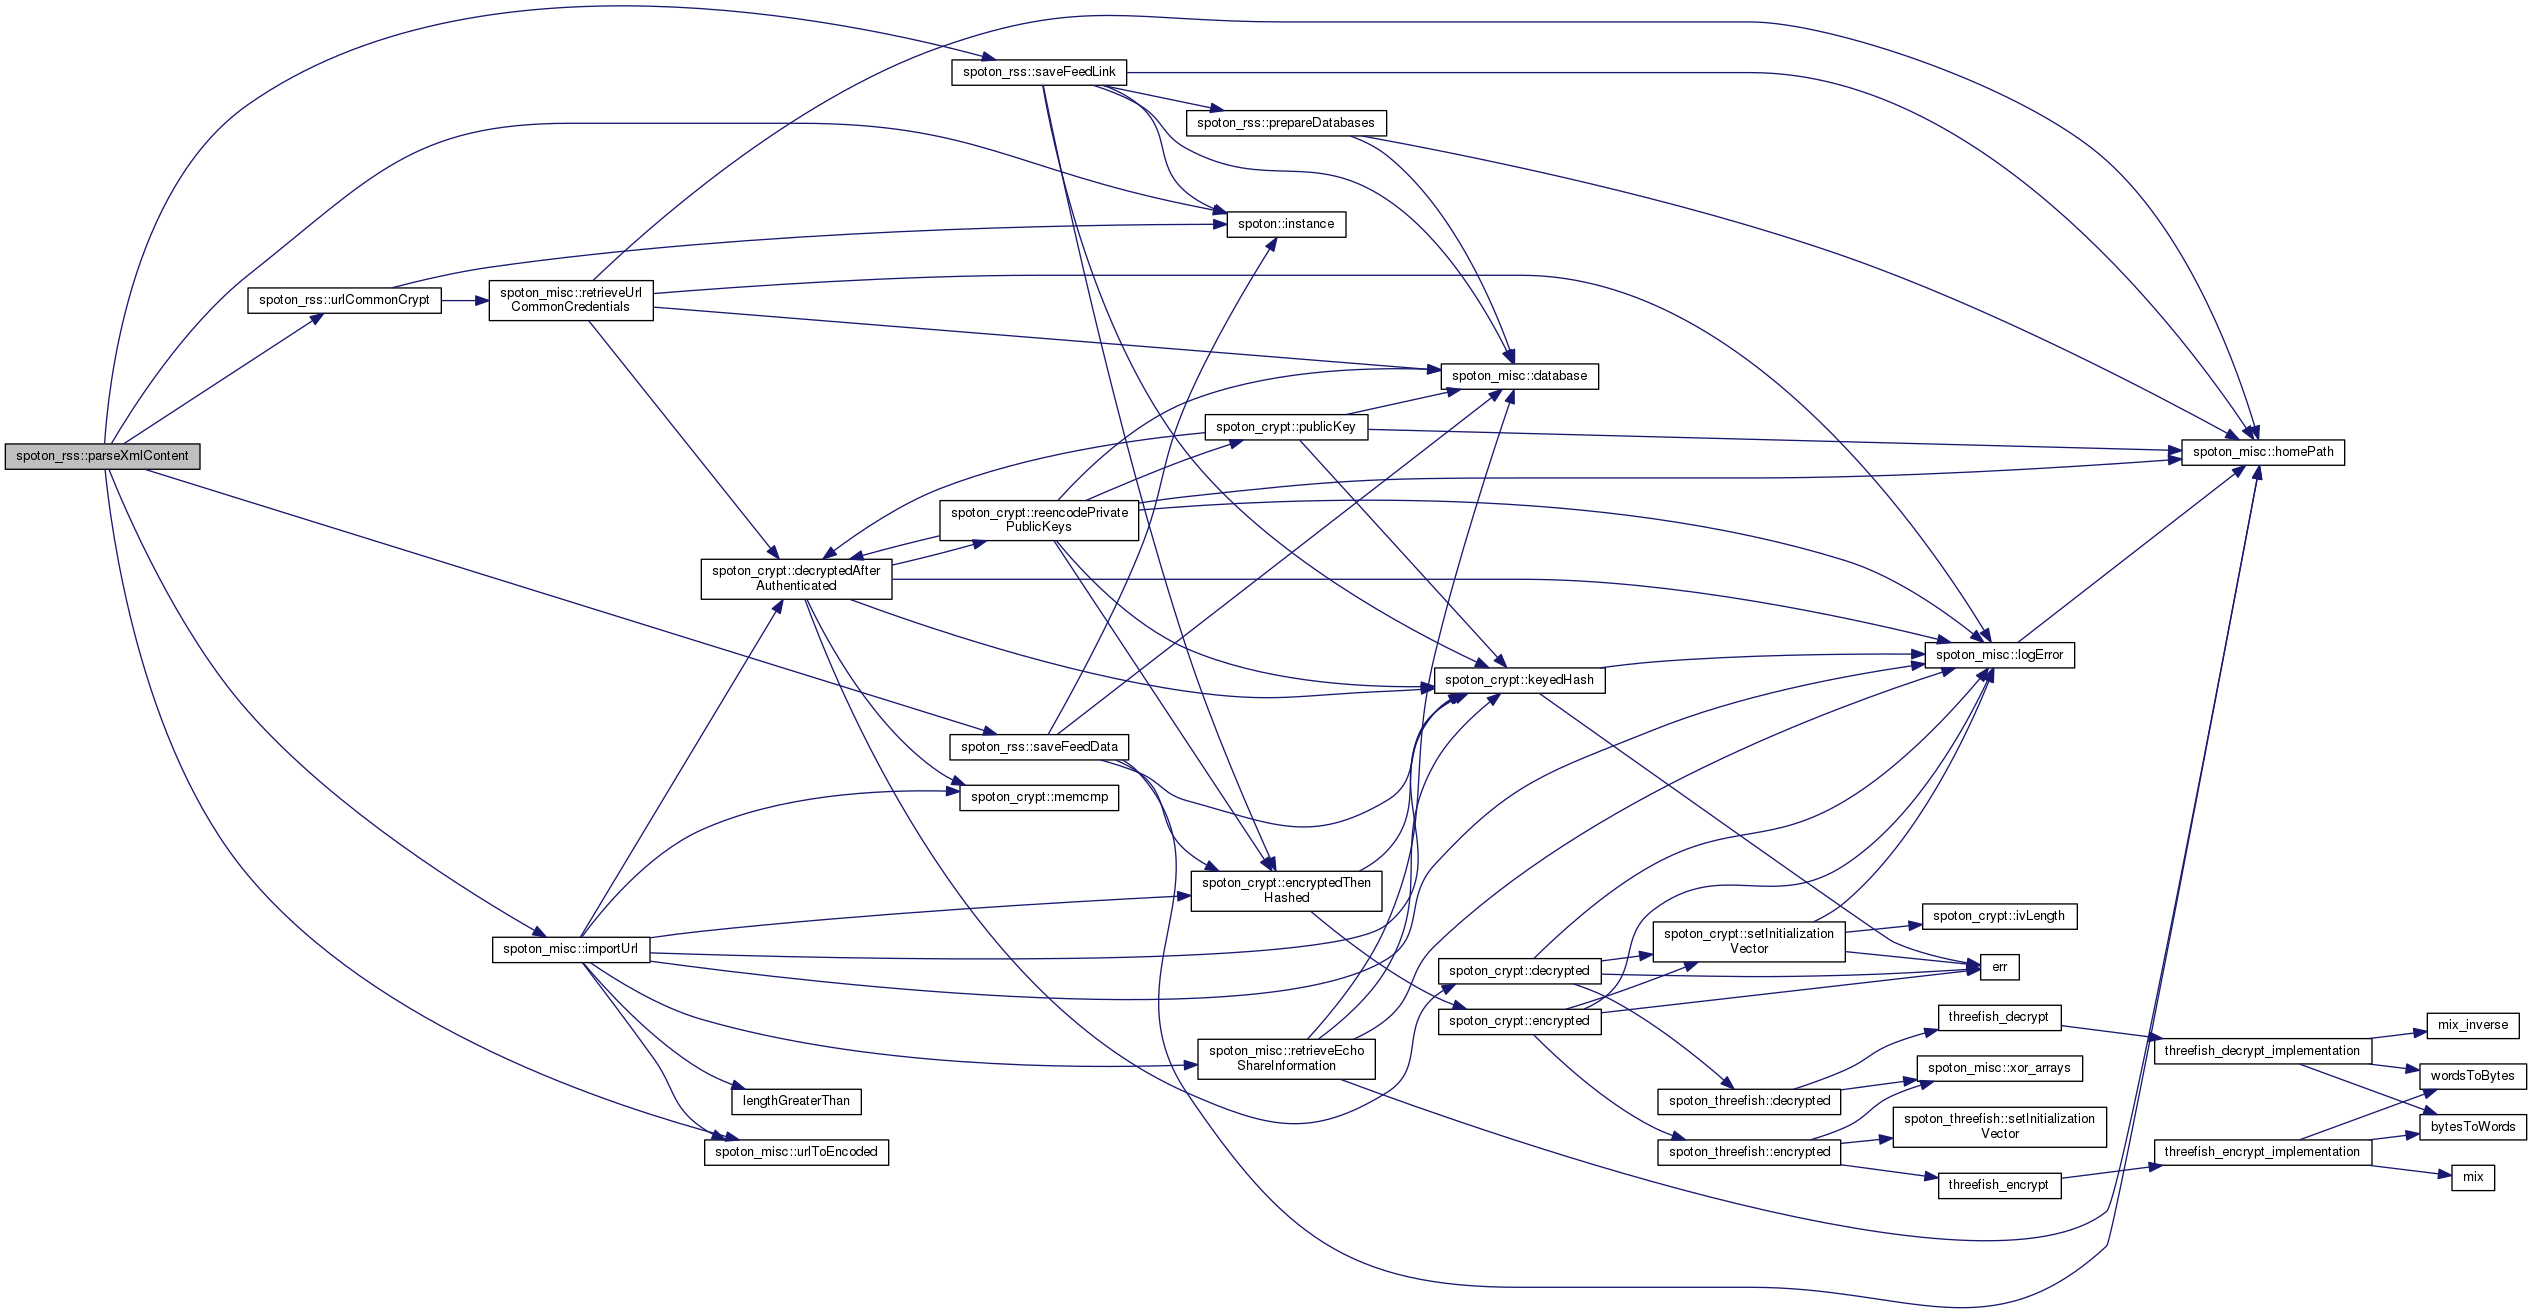 spoton_rss::saveFeedLink
spoton_rss::prepareDatabases
spoton::instance
spoton_rss::urlCommonCrypt
spoton_misc::retrieveUrl
CommonCredentials
spoton_misc::database
spoton_crypt::publicKey
spoton_rss::parseXmlContent
spoton_misc::homePath
spoton_crypt::reencodePrivate
PublicKeys
spoton_crypt::decryptedAfter
Authenticated
spoton_misc::logError
spoton_crypt::keyedHash
spoton_rss::saveFeedData
spoton_crypt::memcmp
spoton_crypt::encryptedThen
Hashed
spoton_crypt::ivLength
spoton_crypt::setInitialization
Vector
spoton_misc::importUrl
spoton_crypt::decrypted
err
spoton_crypt::encrypted
threefish_decrypt
mix_inverse
spoton_misc::retrieveEcho
ShareInformation
threefish_decrypt_implementation
spoton_misc::xor_arrays
wordsToBytes
lengthGreaterThan
spoton_threefish::decrypted
spoton_threefish::setInitialization
Vector
bytesToWords
spoton_misc::urlToEncoded
spoton_threefish::encrypted
threefish_encrypt_implementation
threefish_encrypt
mix